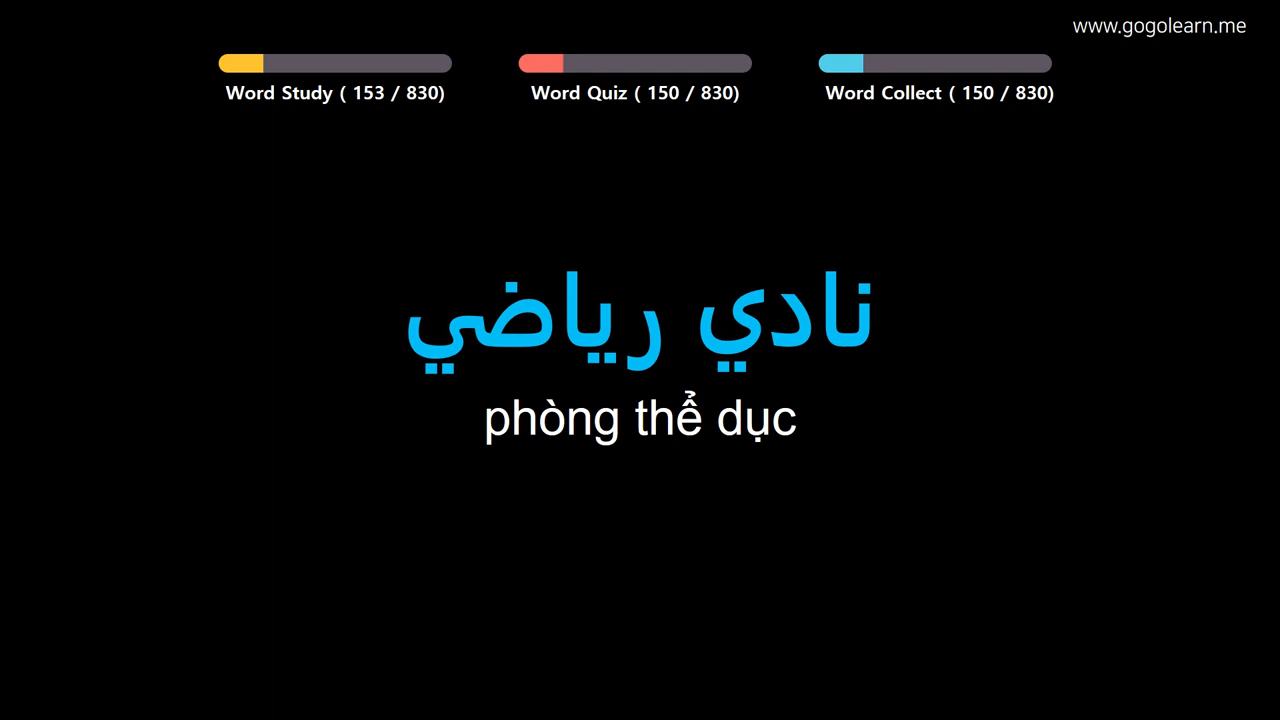 www.gogolearn.me
Word Study ( 153 / 830)
Word Quiz ( 150 / 830)
Word Collect ( 150 / 830)
نادي رياضي
phòng thể dục